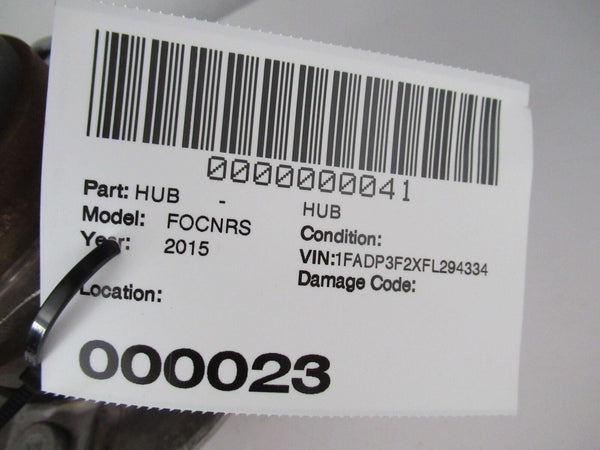 0000000041
Part: HUB -
HUB
Model: FOCNRS
Condition:
Year: 2015
VIN:1FADP3F2XFL294334
Damage Code:
Location:
000023